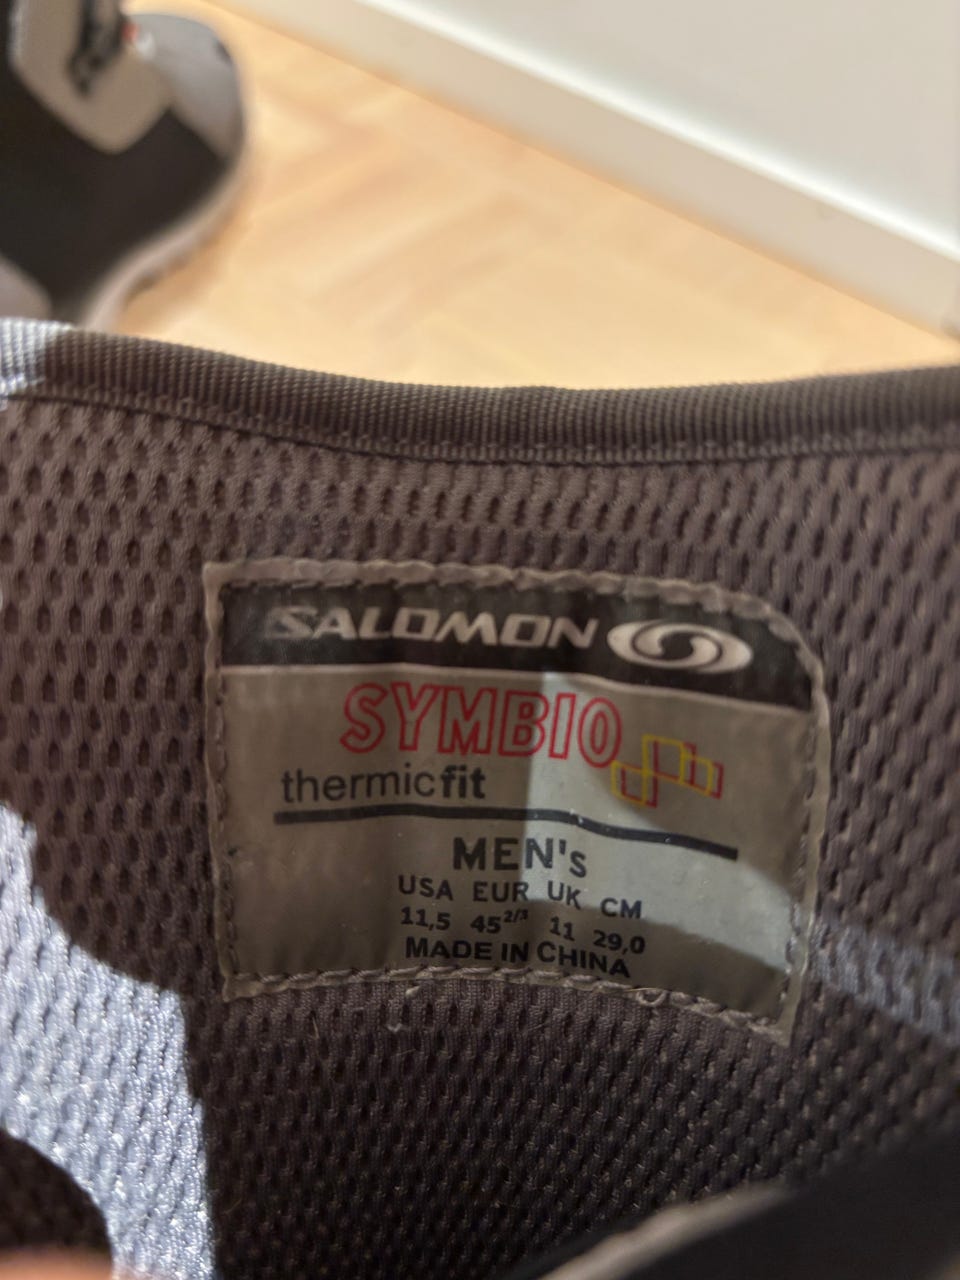 SALOMON
SYMBIO
thermicfit
MEN's
USA EUR UK CM
11,5 45 2/3 11 29,0
MADE IN CHINA